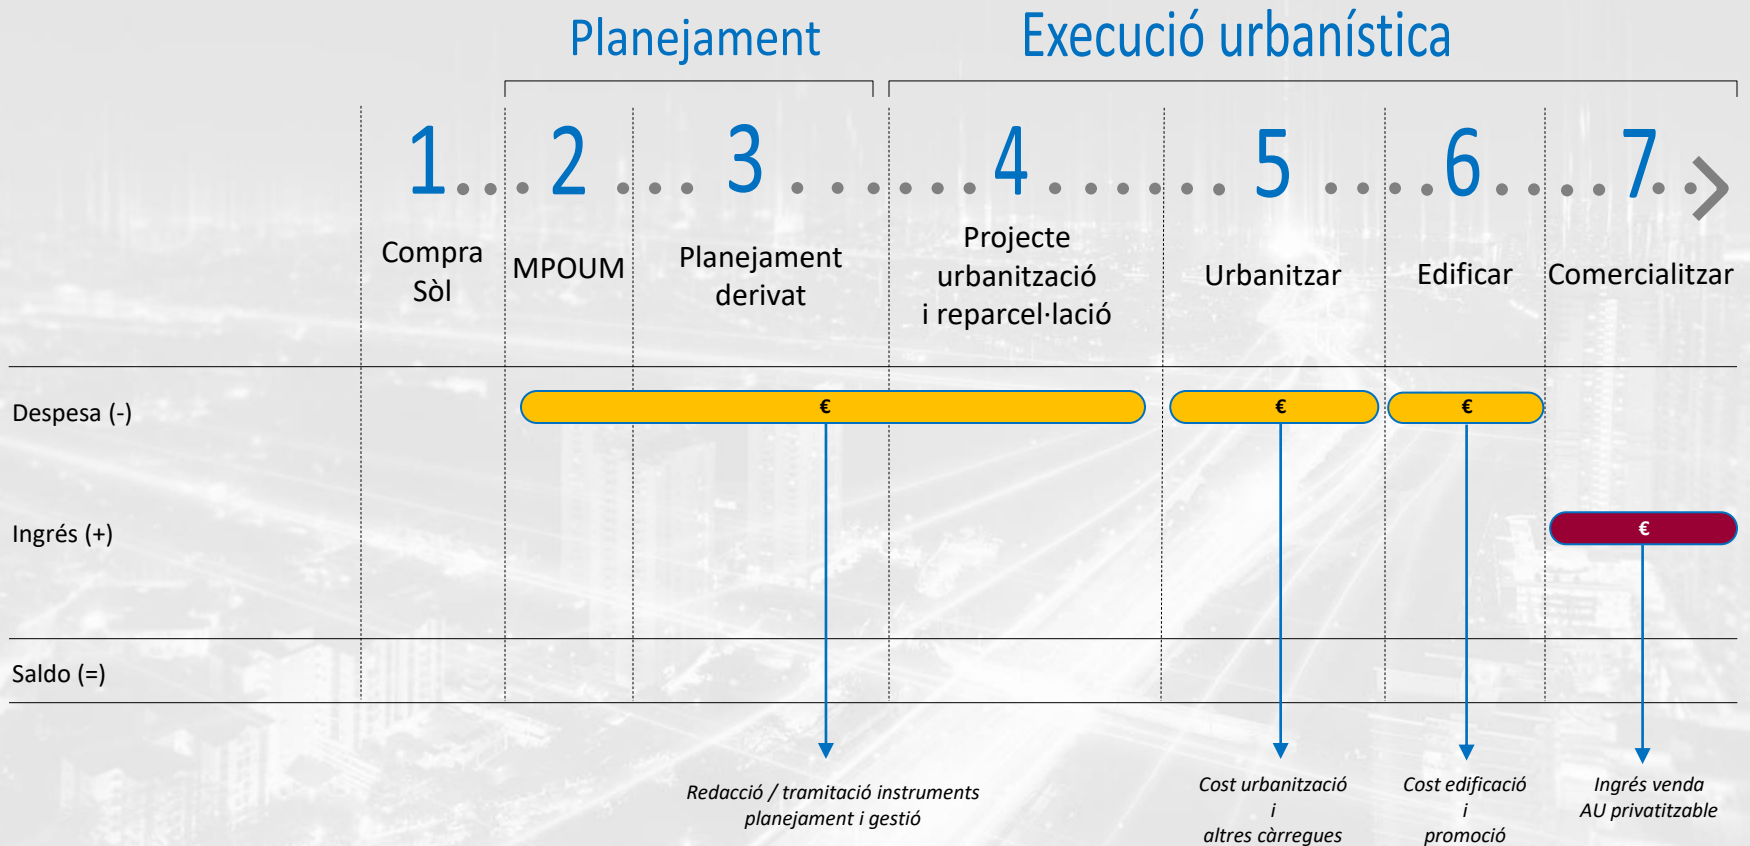 Planejament
Execució urbanística
1
2
3
4
5
6
7
Compra
Sòl
MPOUM
Planejament
derivat
Projecte
urbanització
i reparcel·lació
Urbanitzar
Edificar
Comercialitzar
Despesa (-)
€
€
€
Ingrés (+)
€
Saldo (=)
Redacció / tramitació instruments
planejament i gestió
Cost urbanització
i
altres càrregues
Cost edificació
i
promoció
Ingrés venda
AU privatitzable